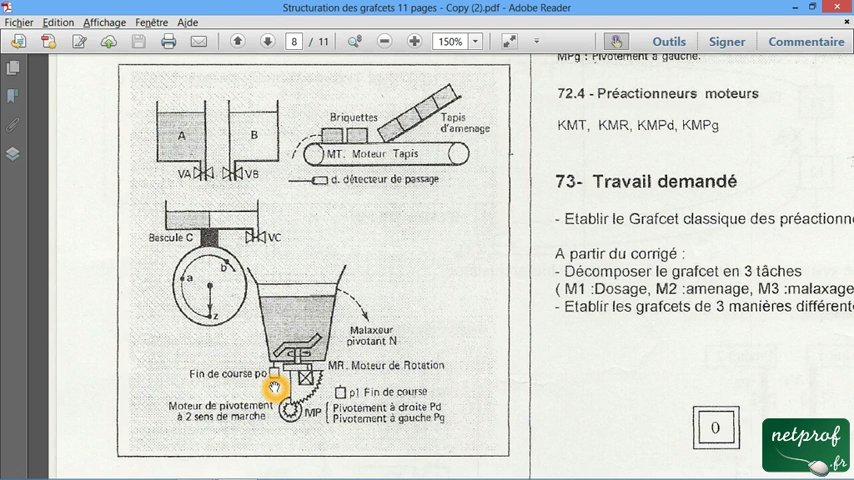 Structuration des grafcets 11 pages - Copy (2).pdf - Adobe Reader
Fichier Edition Affichage Fenêtre Aide
8 / 11
150%
Outils Signer Commentaire
MPg : Pivotement à gauche.
72.4 - Préactionneurs moteurs
KMT, KMR, KMPd, KMPg
73- Travail demandé
- Etablir le Grafcet classique des préactionne
A partir du corrigé :
- Décomposer le grafcet en 3 tâches
( M1 :Dosage, M2 :amenage, M3 :malaxage
- Etablir les grafcets de 3 manières différent
0
A
B
VA
VB
Briquettes
Tapis
d'amenage
MT. Moteur Tapis
d. détecteur de passage
Bascule C
VC
a
b
z
Malaxeur
pivotant N
Fin de course po
MR. Moteur de Rotation
p1 Fin de course
Moteur de pivotement
à 2 sens de marche
MP
Pivotement à droite Pd
Pivotement à gauche Pg
netprof
.fr